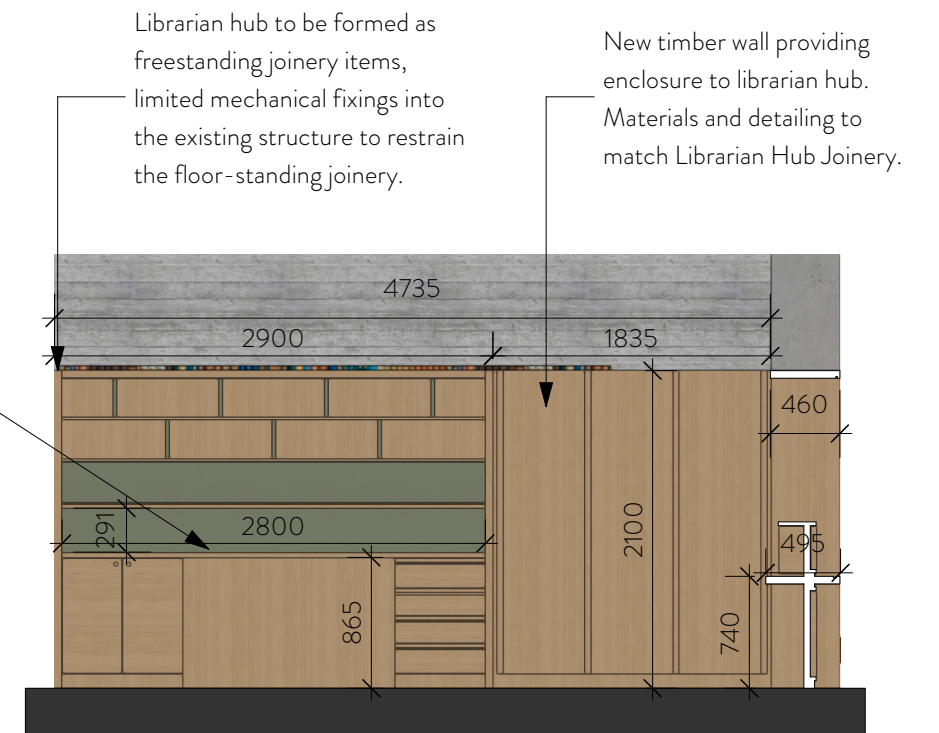 Librarian hub to be formed as
freestanding joinery items,
limited mechanical fixings into
the existing structure to restrain
the floor-standing joinery.
New timber wall providing
enclosure to librarian hub.
Materials and detailing to
match Librarian Hub Joinery.
4735
2900
1835
460
291
2800
2100
495
865
740